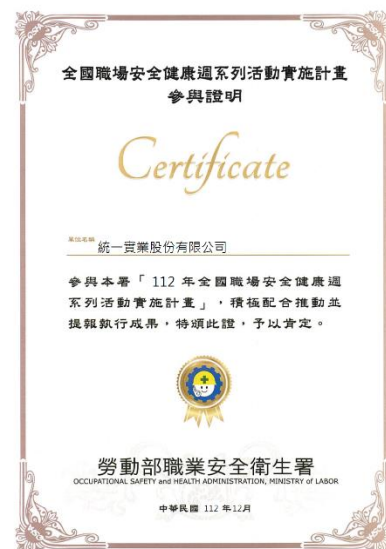 全國職場安全健康週系列活動實施計畫
參與證明
Certificate
單位名稱 統一實業股份有限公司
參與本署「112 年全國職場安全健康週
系列活動實施計畫」，積極配合推動並
提報執行成果，特頒此證，予以肯定。
勞動部職業安全衛生署
OCCUPATIONAL SAFETY and HEALTH ADMINISTRATION, MINISTRY of LABOR
中華民國 112 年12月